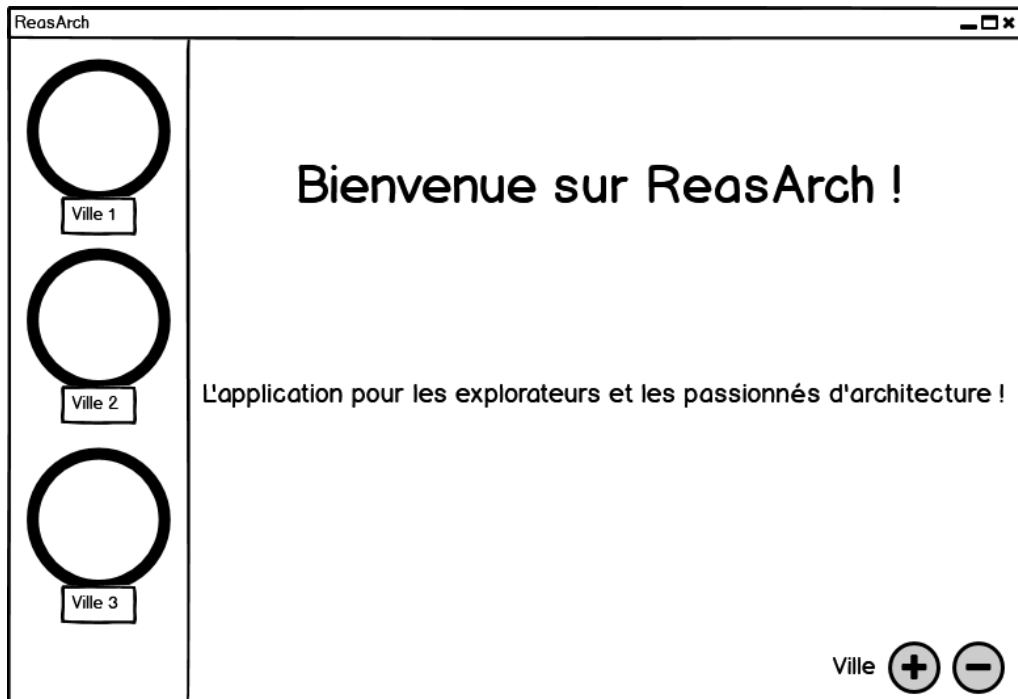 ReasArch
Ville 1
Ville 2
Ville 3
Bienvenue sur ReasArch !
L'application pour les explorateurs et les passionnés d'architecture !
Ville